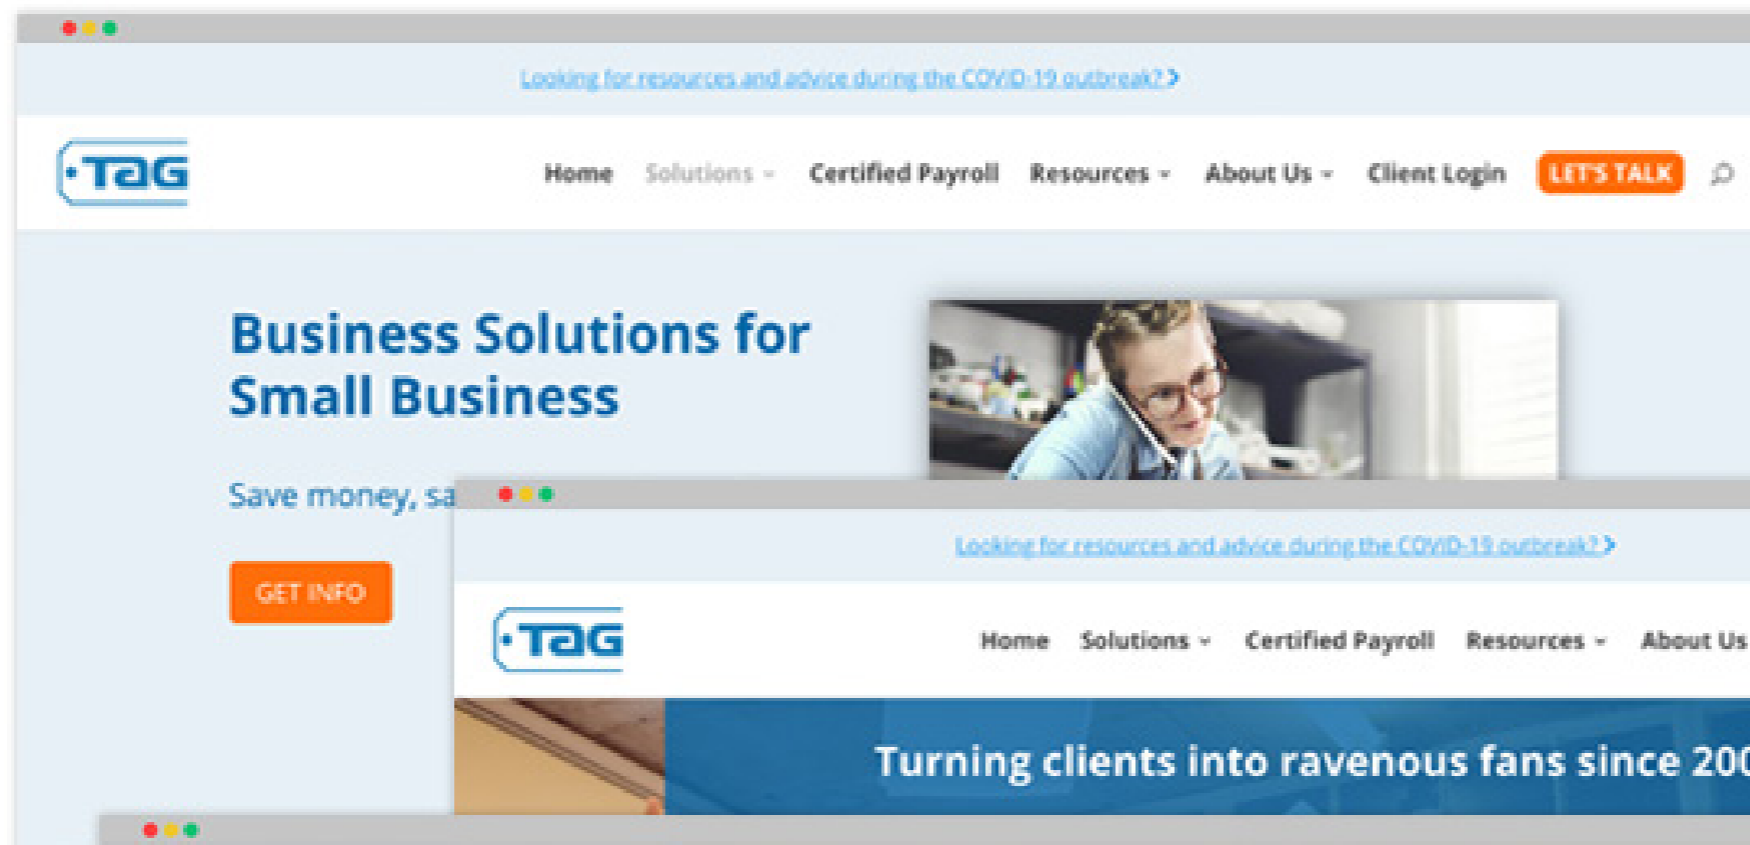 Looking for resources and advice during the COVID-19 outbreak?
TAG
Home Solutions Certified Payroll Resources About Us Client Login LET'S TALK
Business Solutions for
Small Business
Save money, sa
GET INFO
Looking for resources and advice during the COVID-19 outbreak?
TAG
Home Solutions Certified Payroll Resources About Us
Turning clients into ravenous fans since 200